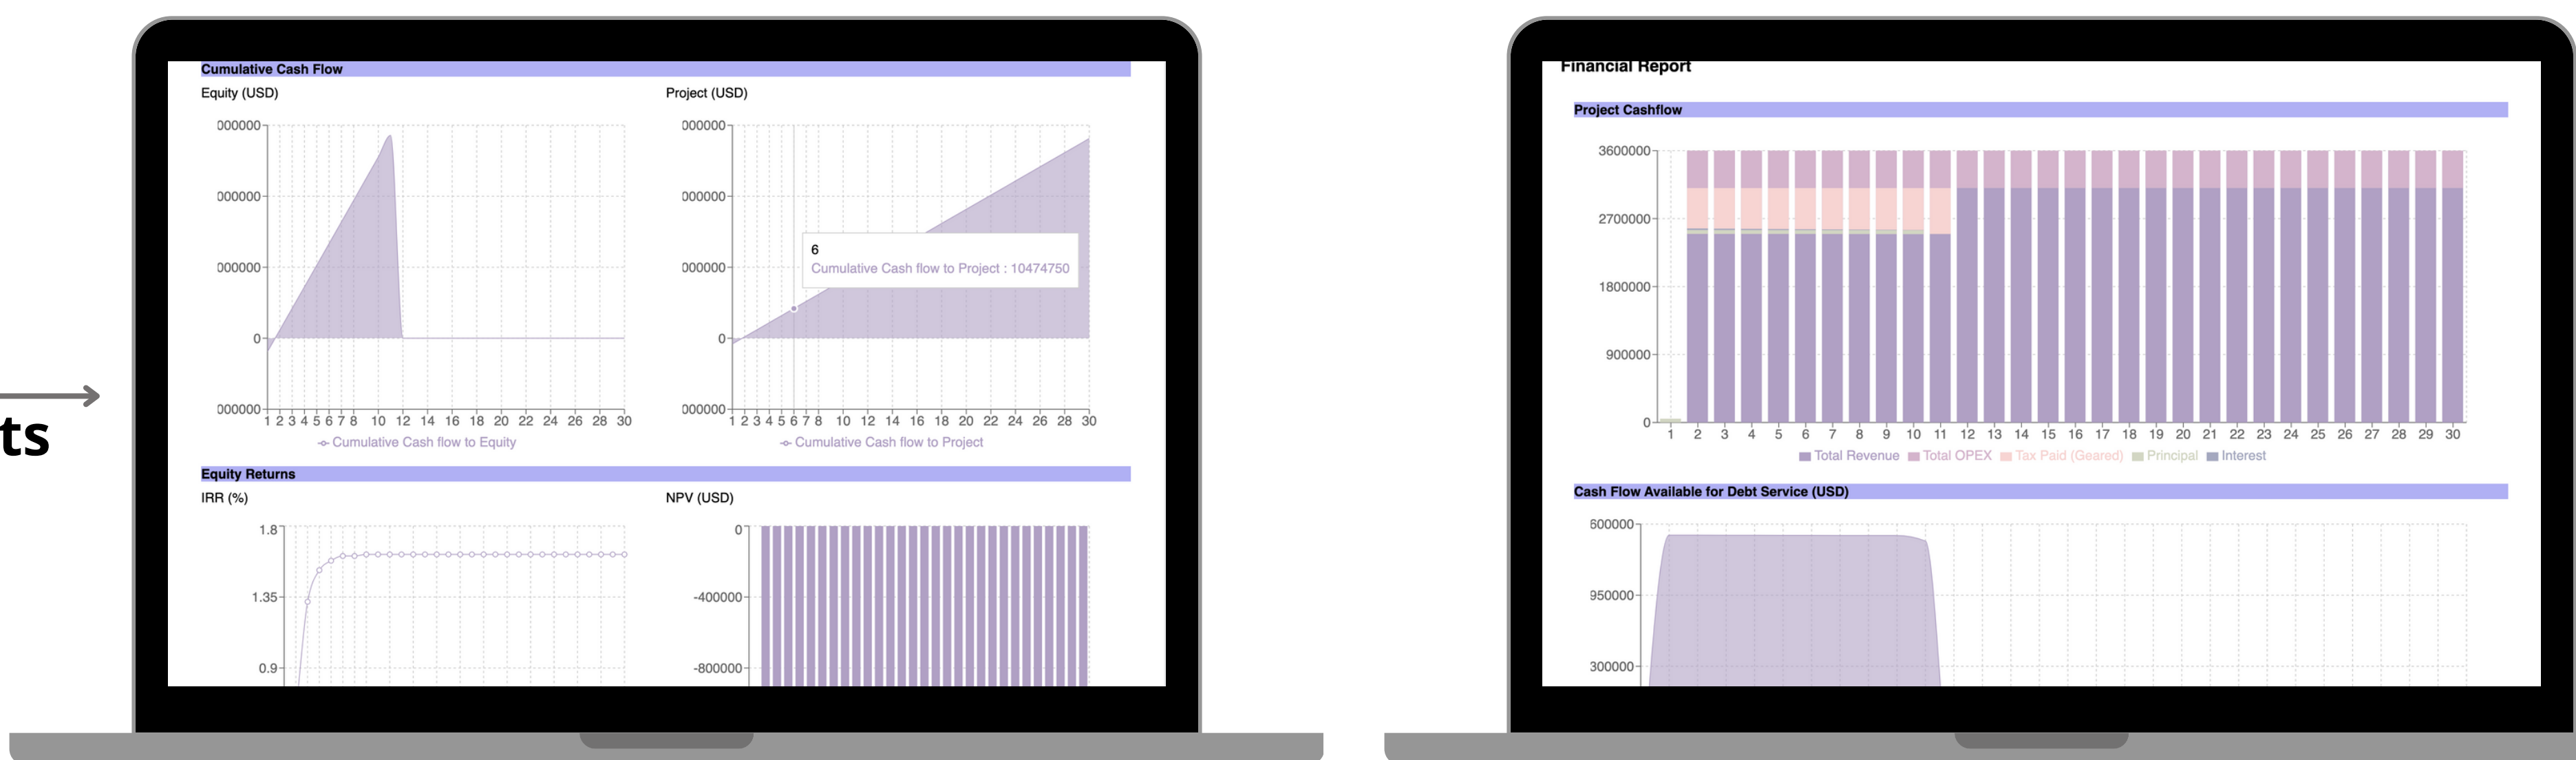 ts
Cumulative Cash Flow
Equity (USD)
000000
000000
000000
0
000000
1 2 3 4 5 6 7 8 10 12 14 16 18 20 22 24 26 28 30
Cumulative Cash flow to Equity
Project (USD)
000000
000000
000000
0
000000
6
Cumulative Cash flow to Project : 10474750
1 2 3 4 5 6 7 8 10 12 14 16 18 20 22 24 26 28 30
Cumulative Cash flow to Project
Equity Returns
IRR (%)
1.8
1.35
0.9
NPV (USD)
0
-400000
-800000
Financial Report
Project Cashflow
3600000
2700000
1800000
900000
0
1 2 3 4 5 6 7 8 9 10 11 12 13 14 15 16 17 18 19 20 21 22 23 24 25 26 27 28 29 30
Total Revenue Total OPEX Tax Paid (Geared) Principal Interest
Cash Flow Available for Debt Service (USD)
600000
950000
300000